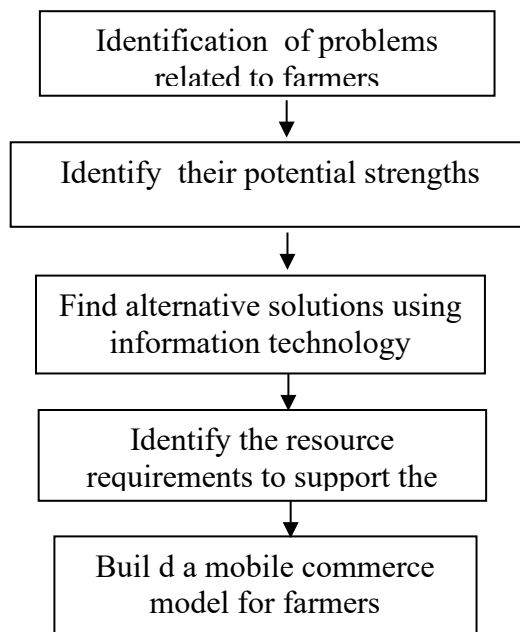 Identification of problems
related to farmers
Identify their potential strengths
Find alternative solutions using
information technology
Identify the resource
requirements to support the
Buil d a mobile commerce
model for farmers